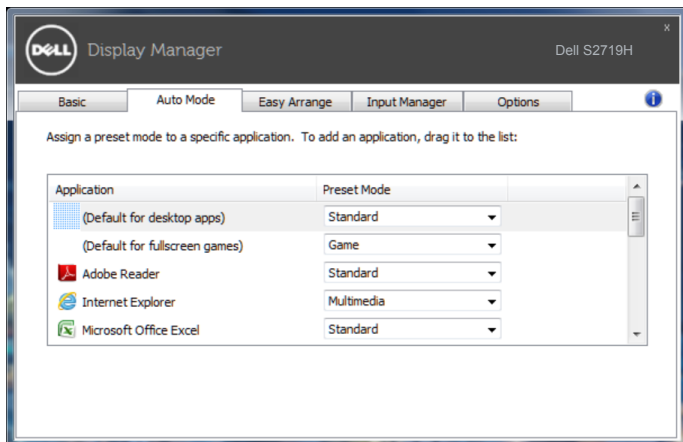 DELL Display Manager Dell S2719H x
Basic Auto Mode Easy Arrange Input Manager Options i
Assign a preset mode to a specific application. To add an application, drag it to the list:
Application Preset Mode
(Default for desktop apps) Standard
(Default for fullscreen games) Game
Adobe Reader Standard
Internet Explorer Multimedia
Microsoft Office Excel Standard